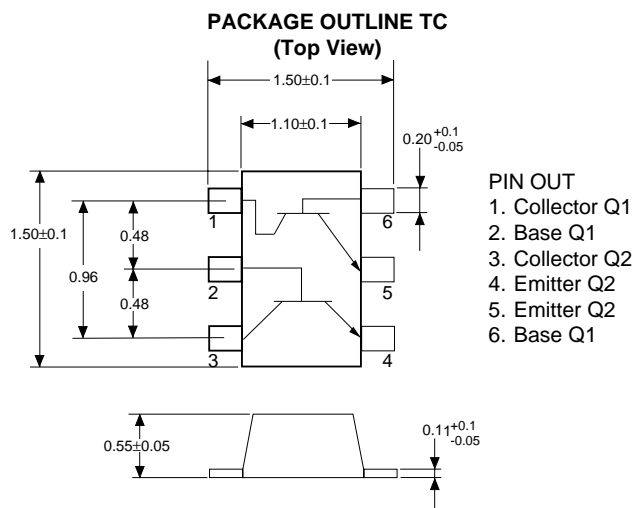 PACKAGE OUTLINE TC
(Top View)
1.50±0.1
1.10±0.1
0.20 +0.1 -0.05
1.50±0.1
0.96
0.48
0.48
1
2
3
6
5
4
PIN OUT
1. Collector Q1
2. Base Q1
3. Collector Q2
4. Emitter Q2
5. Emitter Q2
6. Base Q1
0.55±0.05
0.11 +0.1 -0.05